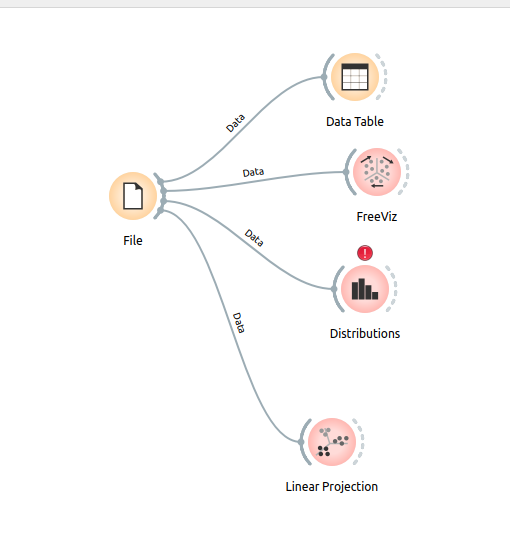 Data
Data Table
Data
FreeViz
File
Data
Distributions
Data
Linear Projection